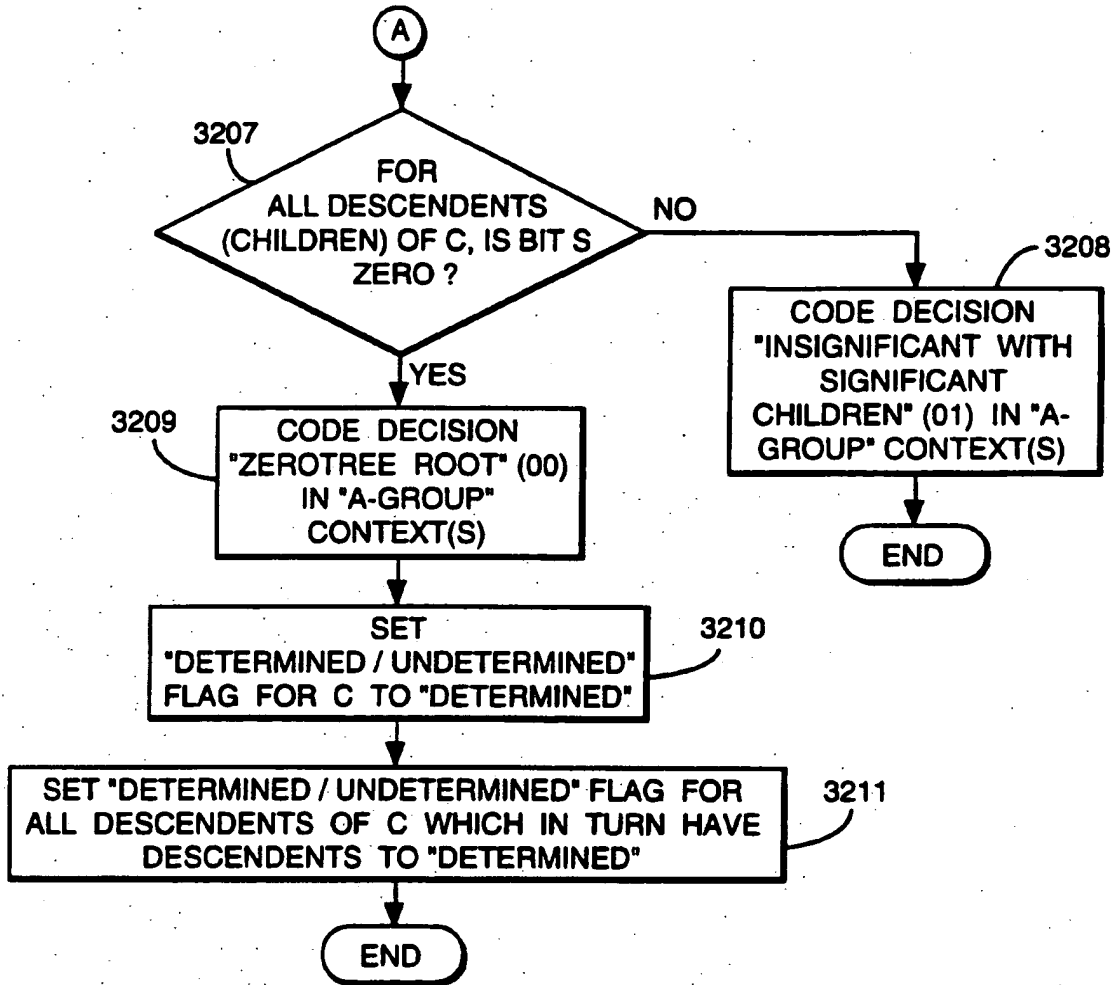 A
3207
FOR
ALL DESCENDENTS
(CHILDREN) OF C, IS BIT S
ZERO ?
NO
YES
3208
CODE DECISION
"INSIGNIFICANT WITH
SIGNIFICANT
CHILDREN" (01) IN "A-
GROUP" CONTEXT(S)
END
3209
CODE DECISION
"ZEROTREE ROOT" (00)
IN "A-GROUP"
CONTEXT(S)
3210
SET
"DETERMINED / UNDETERMINED"
FLAG FOR C TO "DETERMINED"
3211
SET "DETERMINED / UNDETERMINED" FLAG FOR
ALL DESCENDENTS OF C WHICH IN TURN HAVE
DESCENDENTS TO "DETERMINED"
END